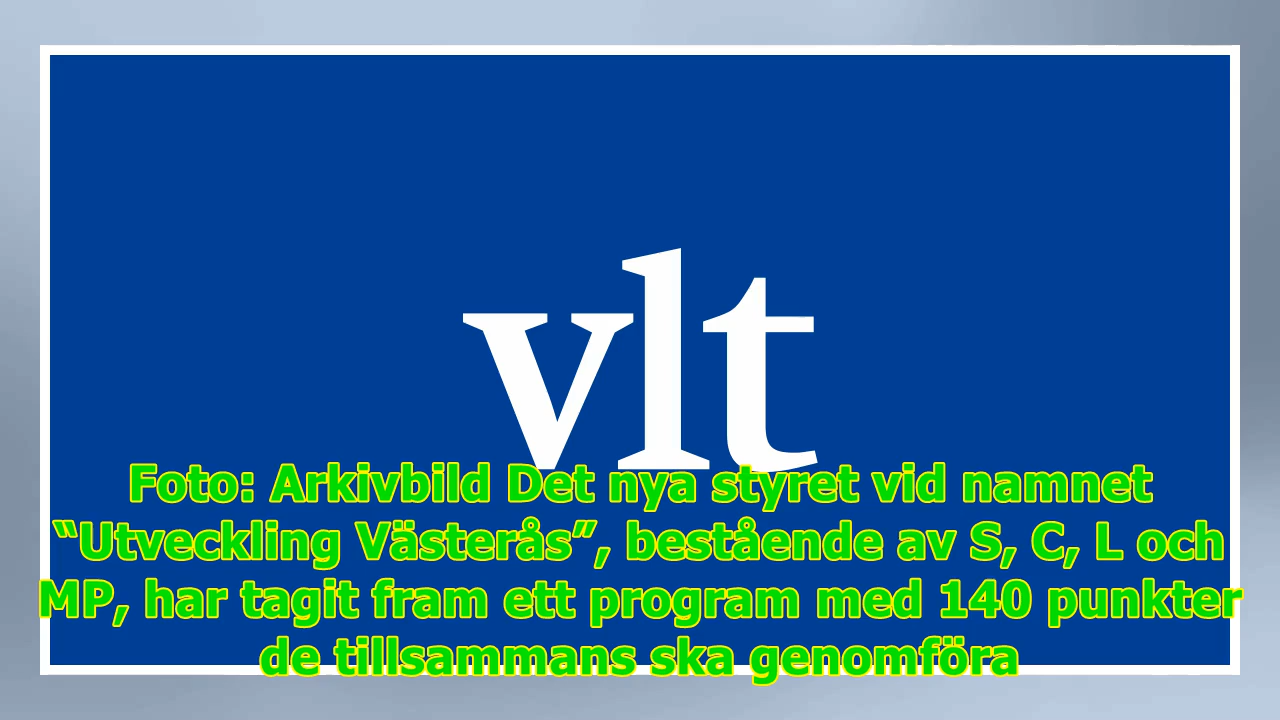 vlt
Foto: Arkivbild Det nya styret vid namnet
“Utveckling Västerås”, bestående av S, C, L och
MP, har tagit fram ett program med 140 punkter
de tillsammans ska genomföra